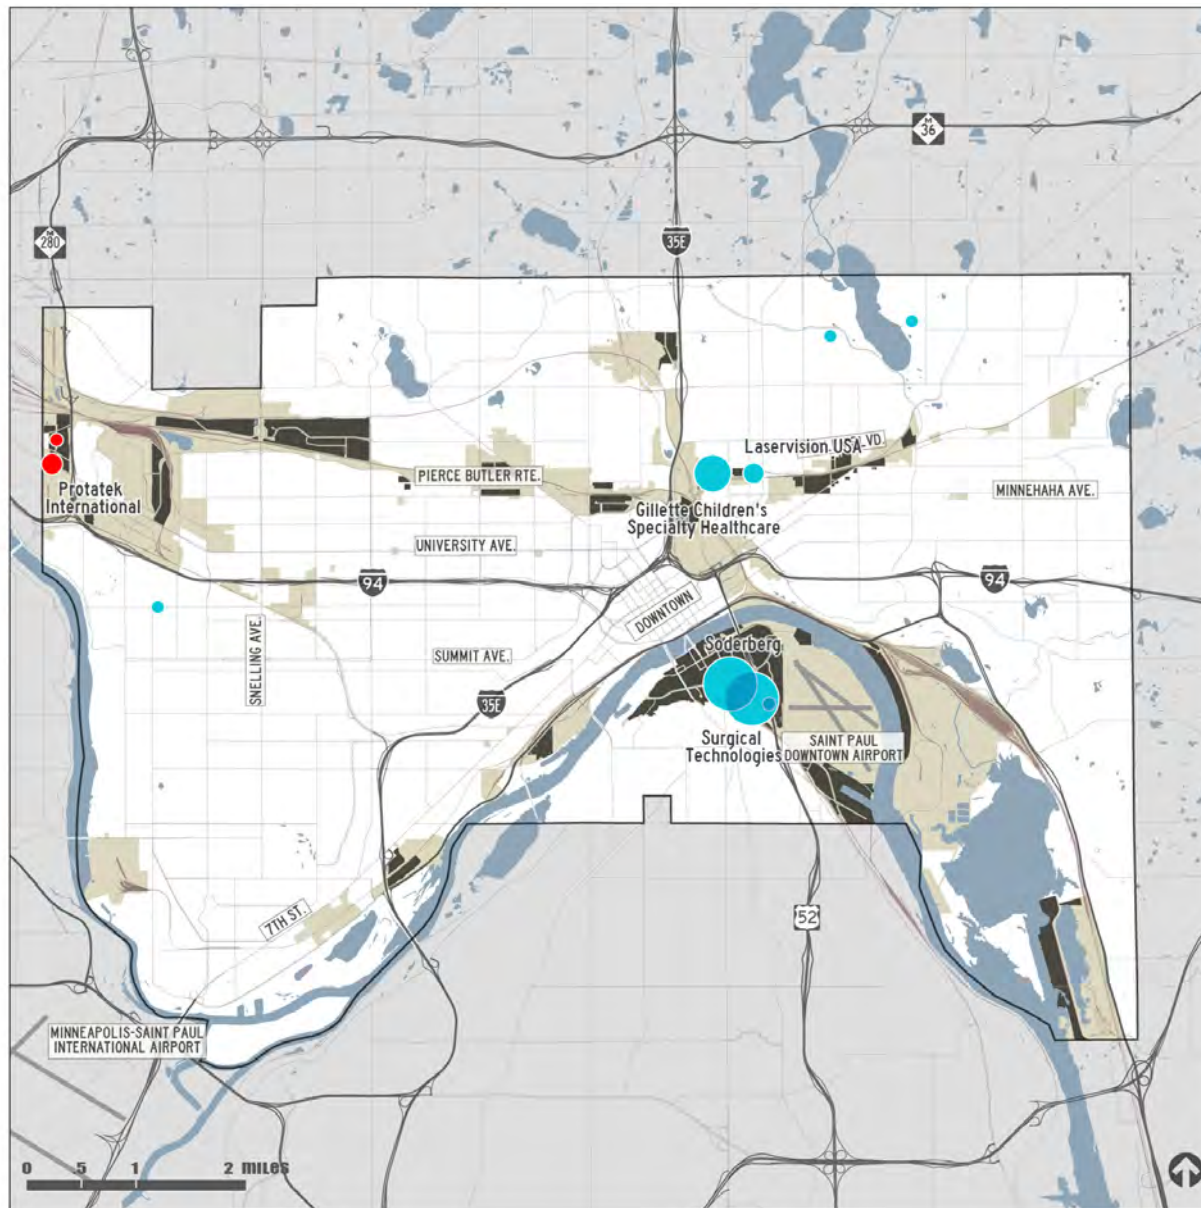 M
36
M
280
35E
Laservision USA
VD.
PIERCE BUTLER RTE.
Protatek
International
MINNEHAHA AVE.
Gillette Children's
Specialty Healthcare
UNIVERSITY AVE.
94
94
DOWNTOWN
SNELLING AVE.
SUMMIT AVE.
Soderberg
35E
Surgical
Technologies
SAINT PAUL
DOWNTOWN AIRPORT
7TH ST.
52
MINNEAPOLIS-SAINT PAUL
INTERNATIONAL AIRPORT
0 .5 1 2 MILES